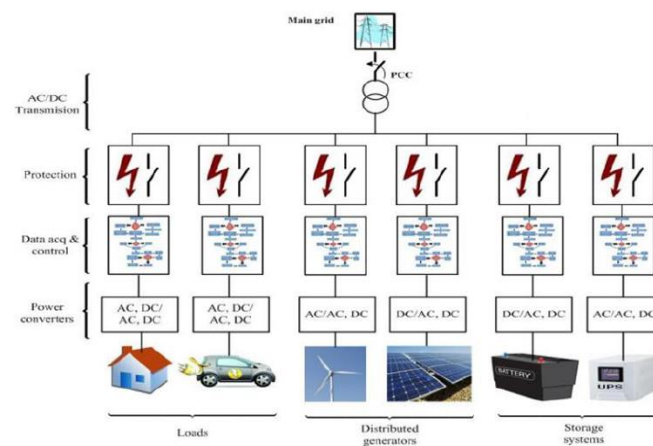 Main grid
PCC
AC/DC
Transmision
Protection
Data acq &
control
Power
converters
AC, DC/
AC, DC
AC, DC/
AC, DC
AC/AC, DC
DC/AC, DC
DC/AC, DC
AC/AC, DC
BATTERY
UPS
Loads
Distributed
generators
Storage
systems